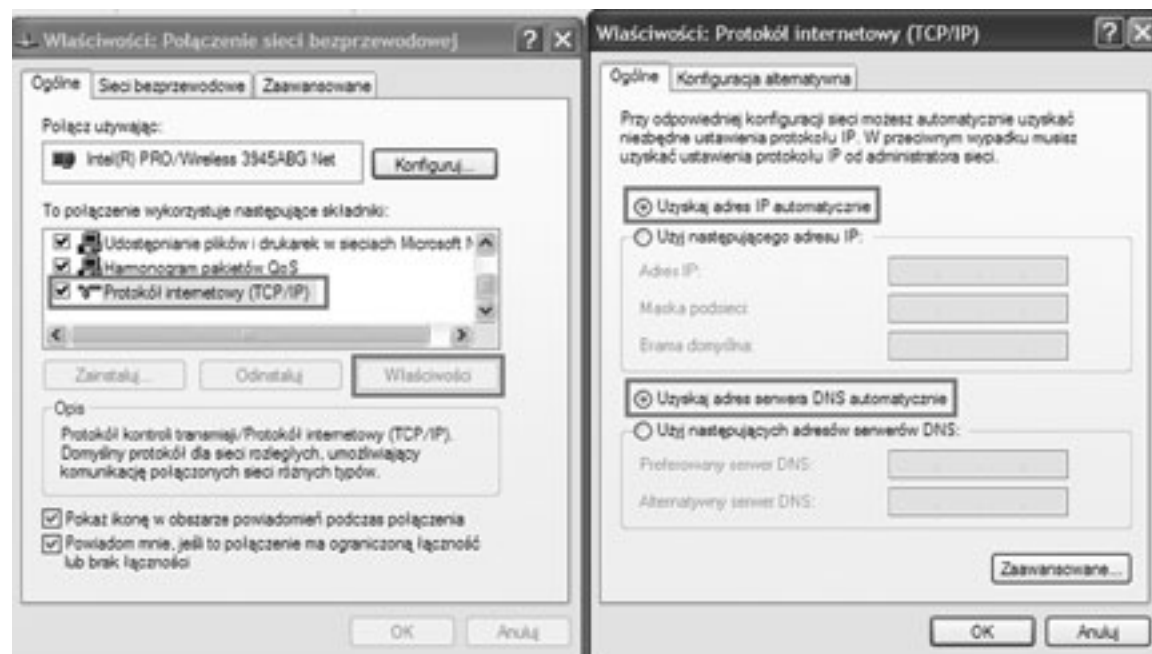 Właściwości: Połączenie sieci bezprzewodowej
Ogólne
Sieci bezprzewodowe
Zaawansowane
Połącz używając:
Intel(R) PRO/Wireless 3945ABG Net
Konfiguruj...
To połączenie wykorzystuje następujące składniki:
Udostępnianie plików i drukarek w sieciach Microsoft N
Harmonogram pakietów QoS
Protokół internetowy (TCP/IP)
Zainstaluj...
Odinstaluj
Właściwości
Opis
Protokół kontroli transmisji/Protokół internetowy (TCP/IP).
Domyślny protokół dla sieci rozległych, umożliwiający
komunikację połączonych sieci różnych typów.
Pokaż ikonę w obszarze powiadomień podczas połączenia
Powiadom mnie, jeśli to połączenie ma ograniczoną łączność
lub brak łączności
OK
Anuluj
Właściwości: Protokół internetowy (TCP/IP)
Ogólne
Konfiguracja alternatywna
Przy odpowiedniej konfiguracji sieci możesz automatycznie uzyskać
niezbędne ustawienia protokołu IP. W przeciwnym wypadku musisz
uzyskać ustawienia protokołu IP od administratora sieci.
Uzyskaj adres IP automatycznie
Użyj następującego adresu IP:
Adres IP:
Maska podsieci:
Brama domyślna:
Uzyskaj adres serwera DNS automatycznie
Użyj następujących adresów serwerów DNS:
Preferowany serwer DNS:
Alternatywny serwer DNS:
Zaawansowane...
OK
Anuluj